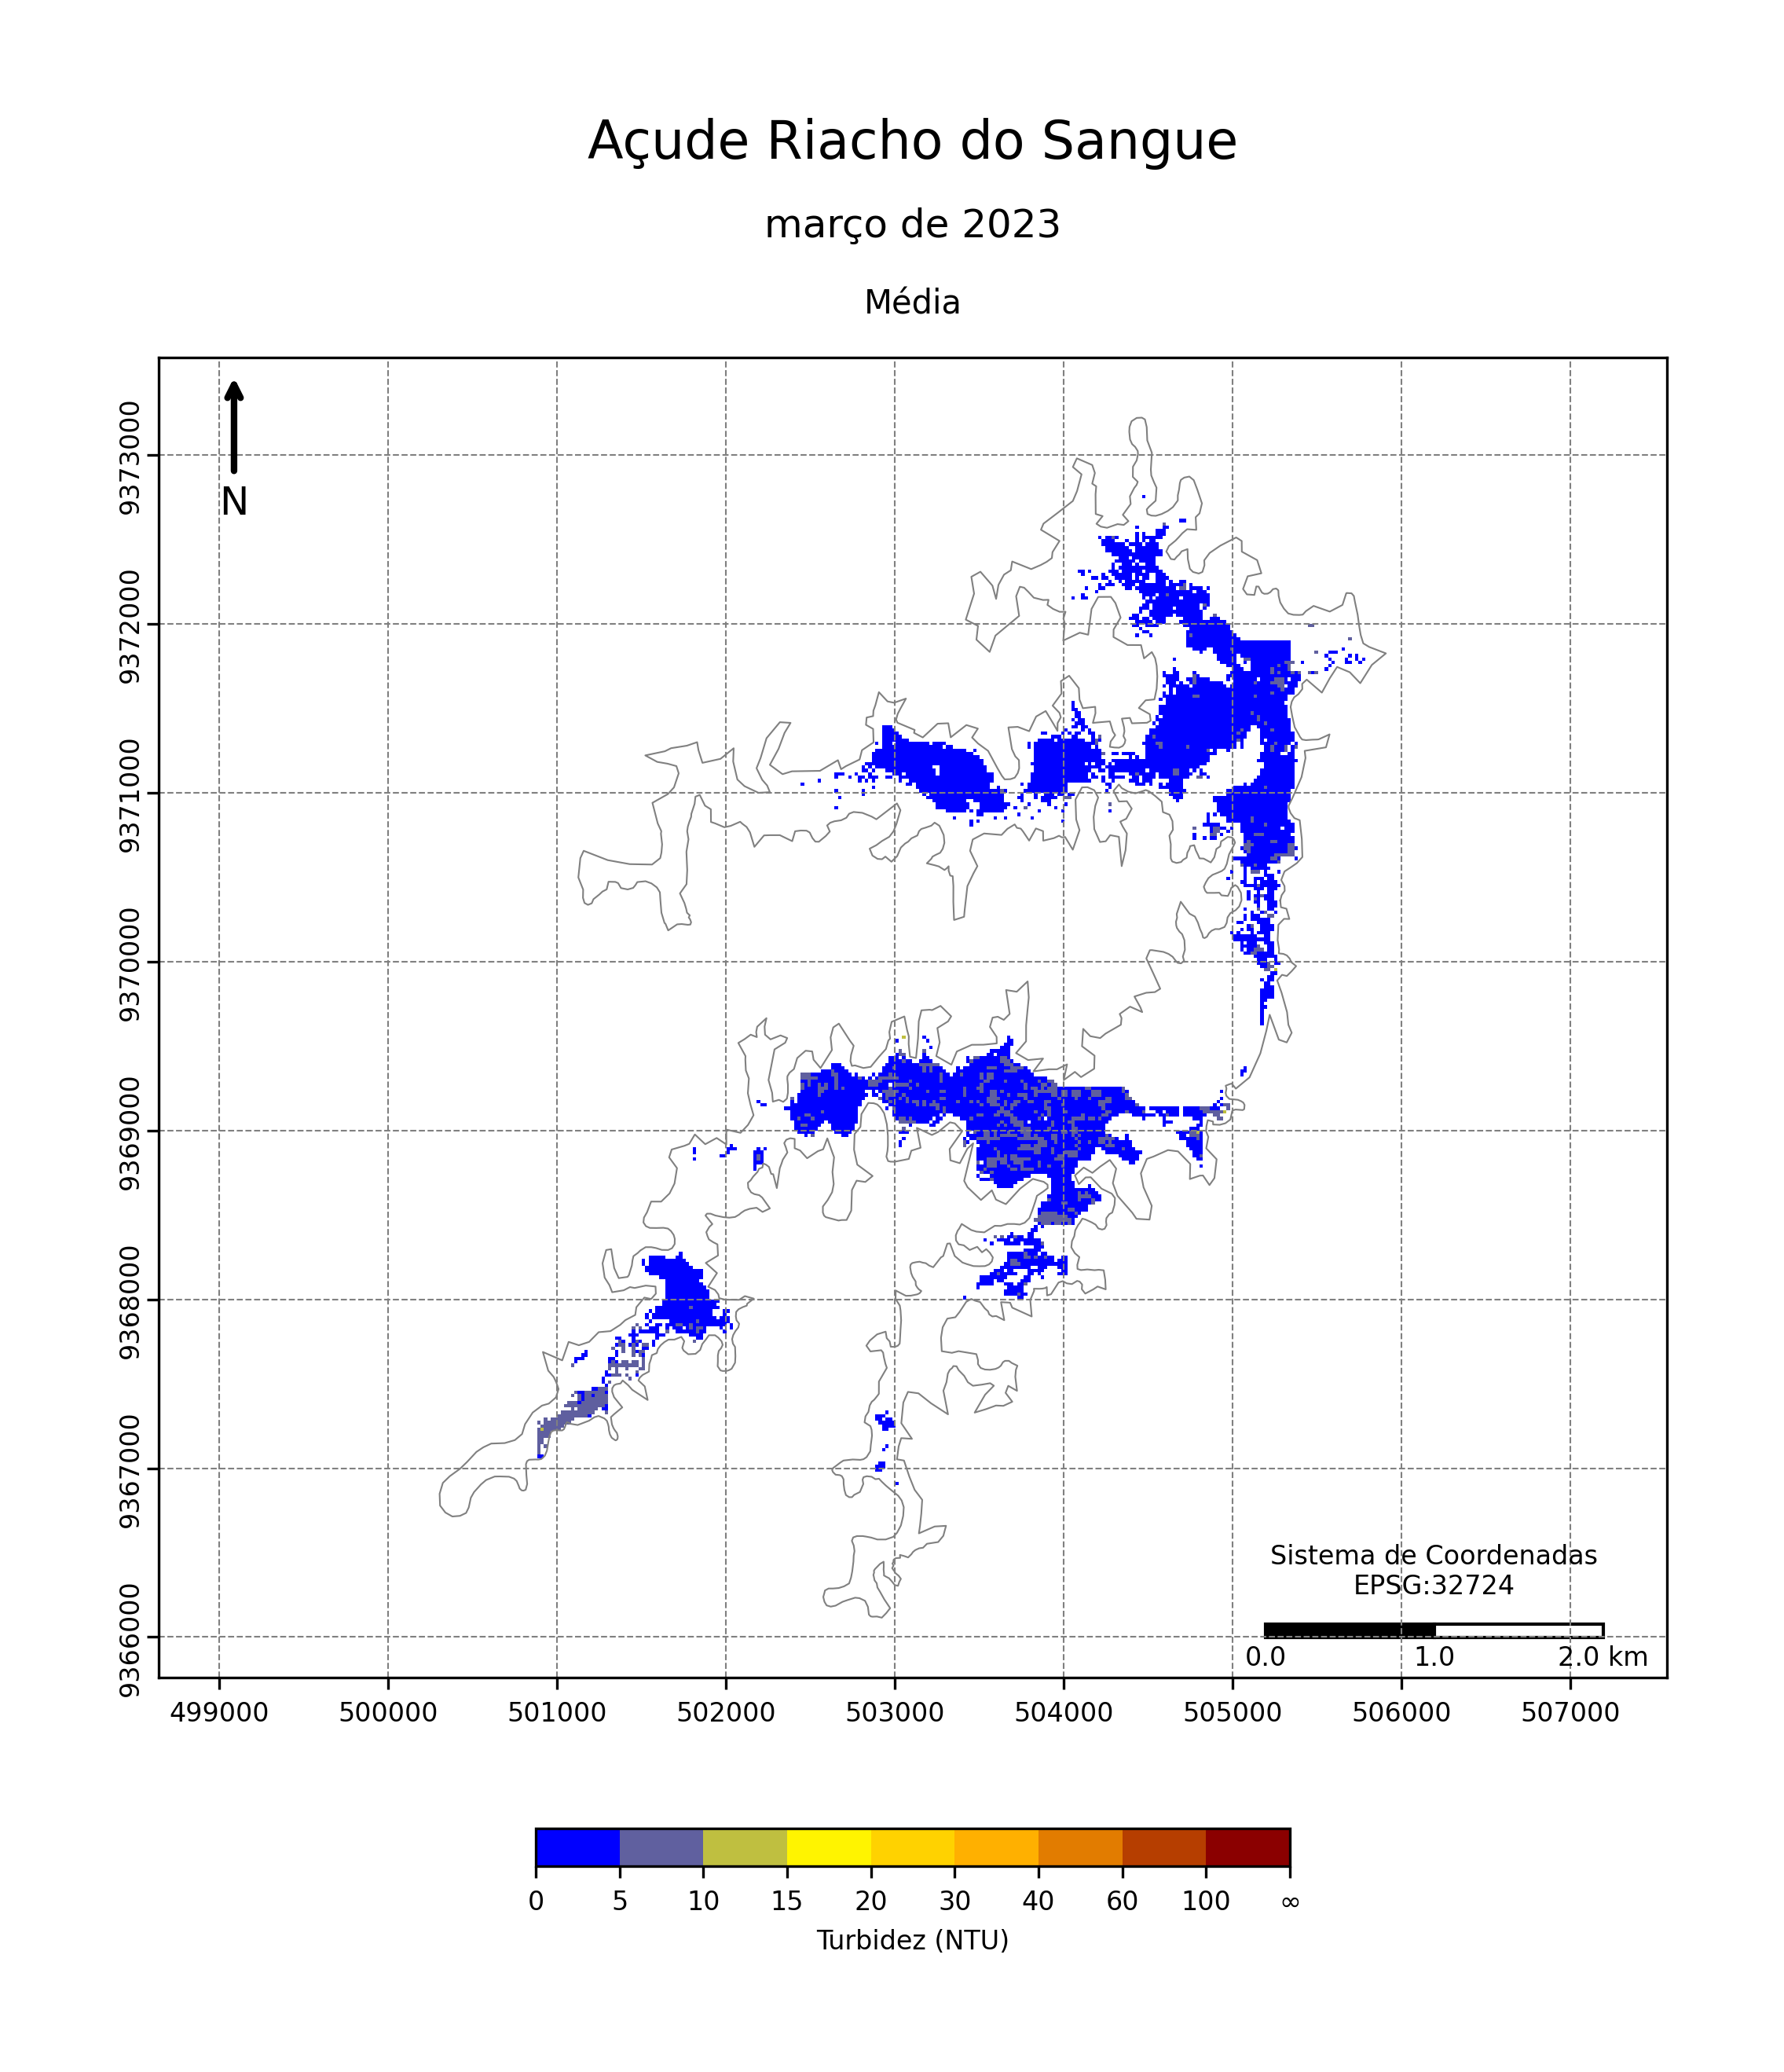 Açude Riacho do Sangue
março de 2023
Média
N
9373000
9372000
9371000
9370000
9369000
9368000
9367000
9366000
Sistema de Coordenadas
EPSG:32724
0.0 1.0 2.0 km
499000 500000 501000 502000 503000 504000 505000 506000 507000
0 5 10 15 20 30 40 60 100 ∞
Turbidez (NTU)